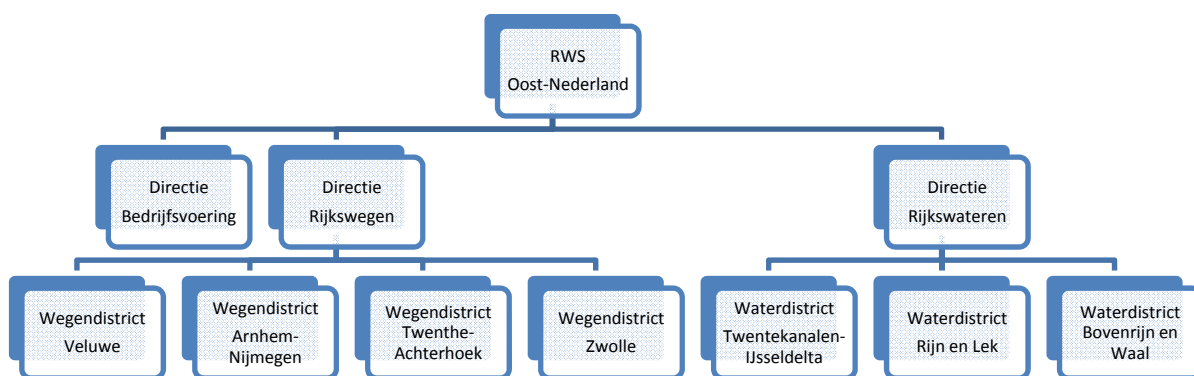 RWS
Oost-Nederland
Directie
Bedrijfsvoering
Directie
Rijkswegen
Directie
Rijkswateren
Wegendistrict
Veluwe
Wegendistrict
Arnhem-
Nijmegen
Wegendistrict
Twenthe-
Achterhoek
Wegendistrict
Zwolle
Waterdistrict
Twentekanalen-
IJsseldelta
Waterdistrict
Rijn en Lek
Waterdistrict
Bovenrijn en
Waal